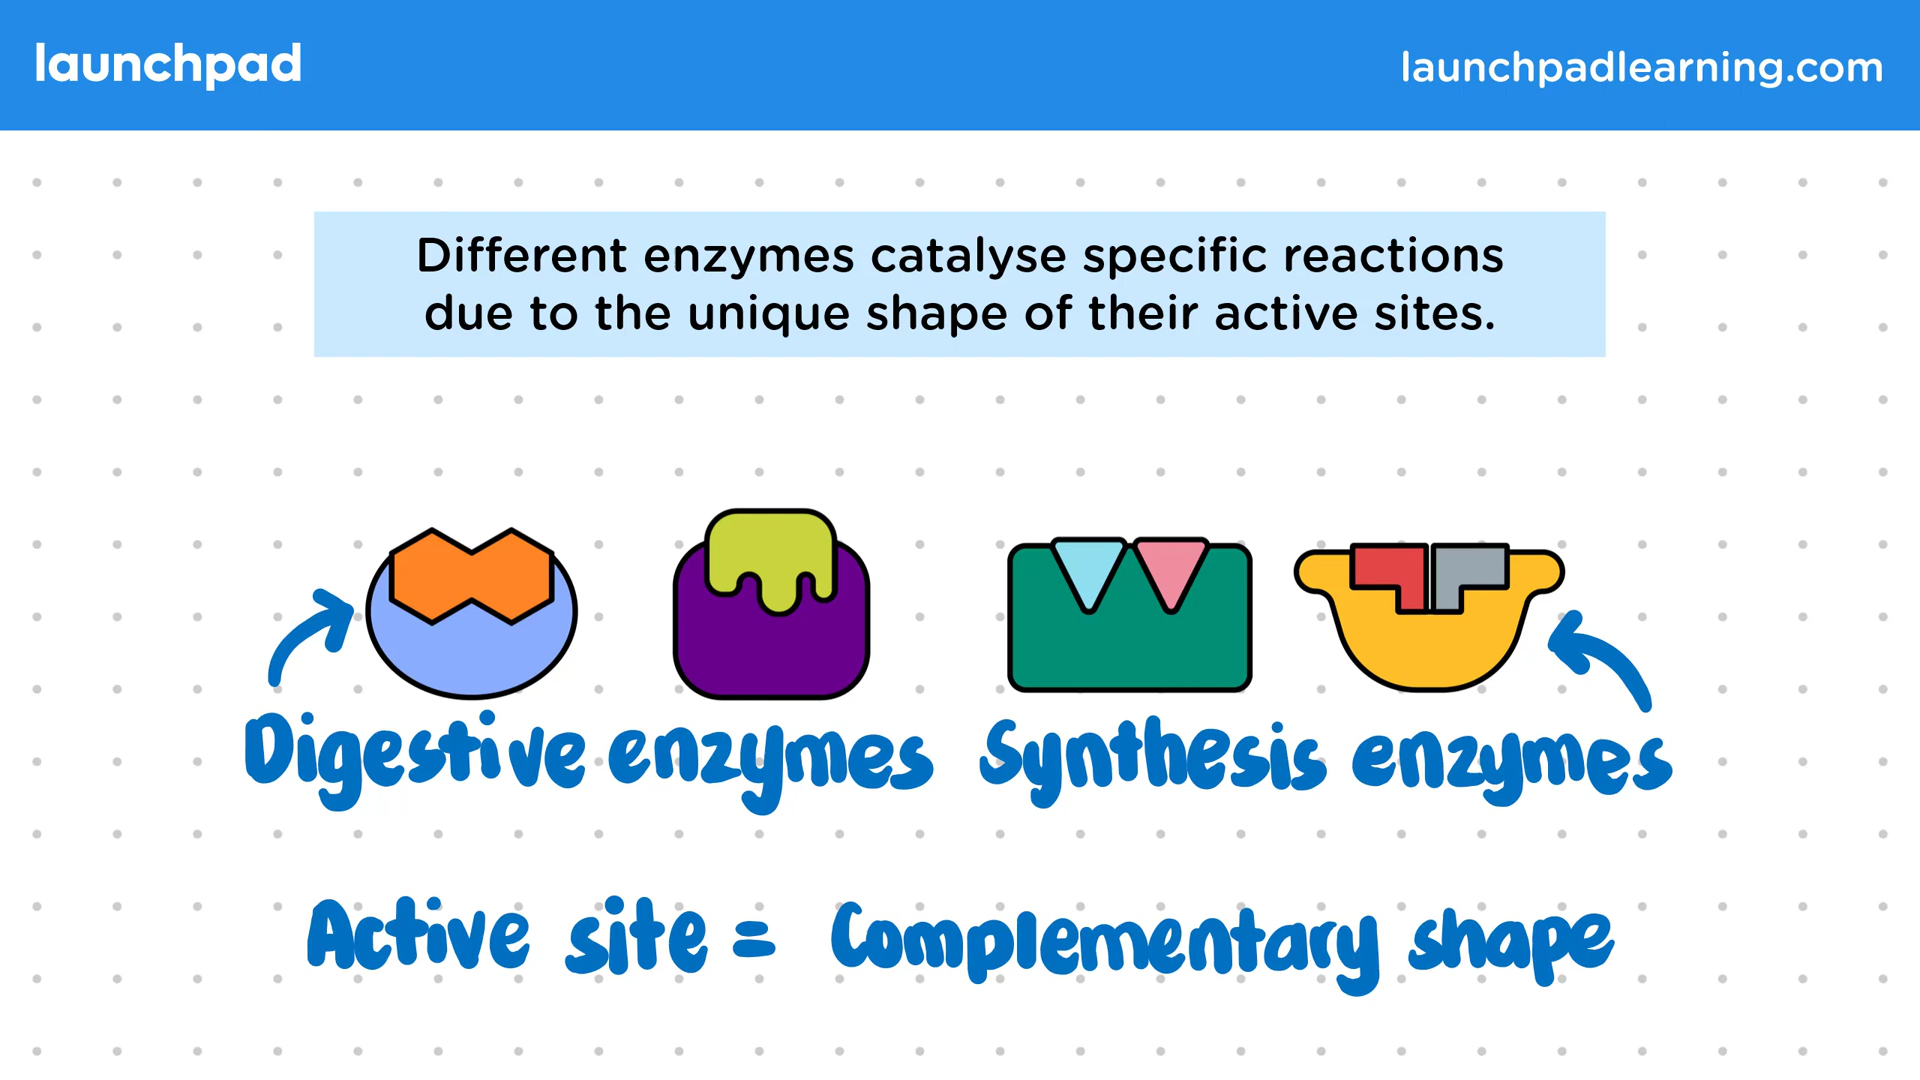 launchpad
launchpadlearning.com
Different enzymes catalyse specific reactions
due to the unique shape of their active sites.
Digestive enzymes
Synthesis enzymes
Active site = Complementary shape